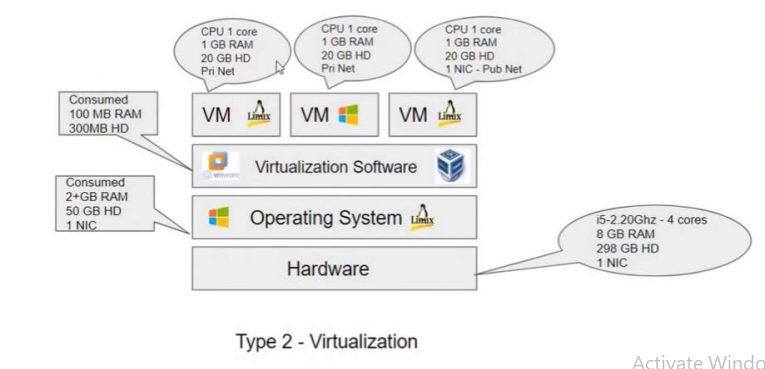 CPU 1 core
1 GB RAM
20 GB HD
Pri Net
CPU 1 core
1 GB RAM
20 GB HD
Pri Net
CPU 1 core
1 GB RAM
20 GB HD
1 NIC - Pub Net
Consumed
100 MB RAM
300MB HD
VM Linux
VM
VM Linux
vmware Virtualization Software
Consumed
2+GB RAM
50 GB HD
1 NIC
Operating System Linux
Hardware
i5-2.20Ghz - 4 cores
8 GB RAM
298 GB HD
1 NIC
Type 2 - Virtualization
Activate Windo